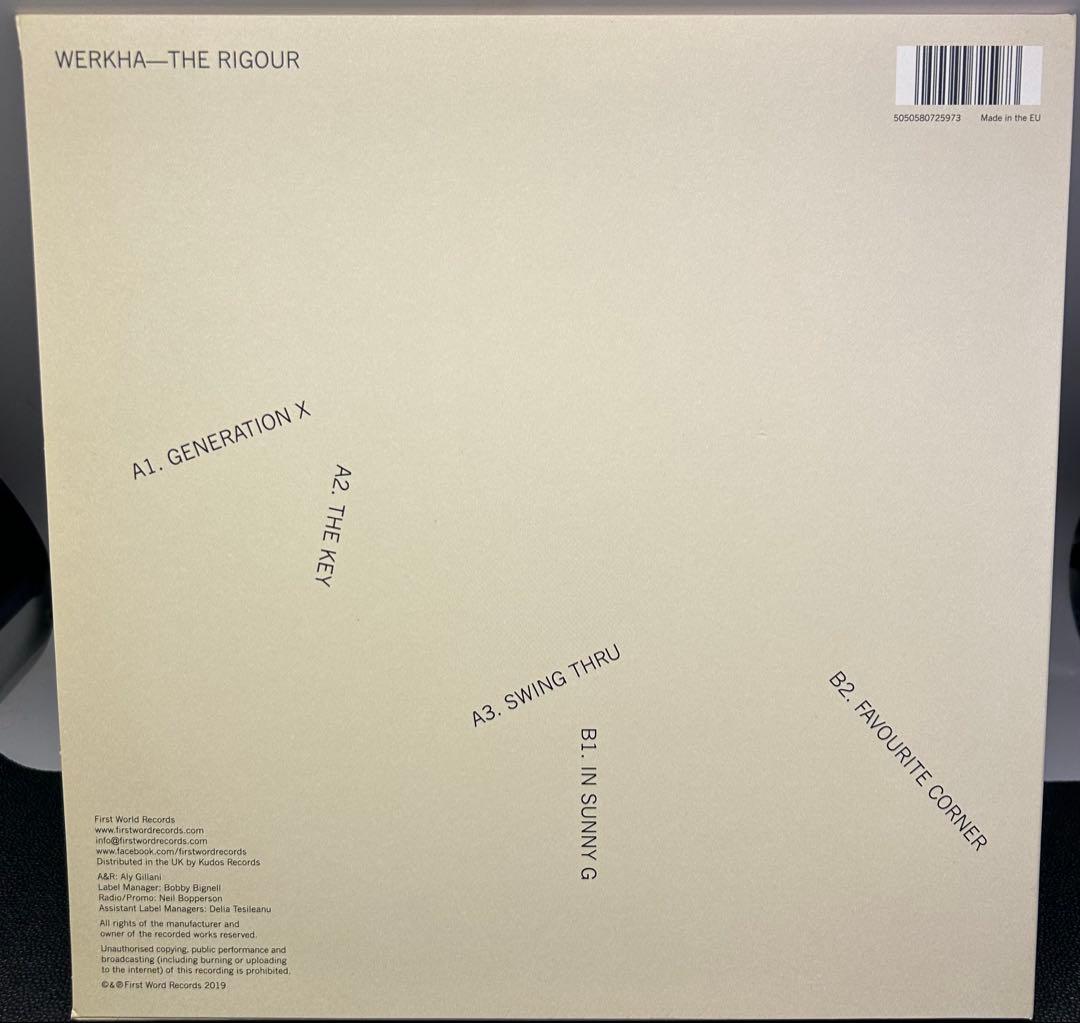 WERKHA—THE RIGOUR
5050580725973 Made in the EU
A1. GENERATION X
A2. THE KEY
A3. SWING THRU
B1. IN SUNNY G
B2. FAVOURITE CORNER
First World Records
www.firstwordrecords.com
info@firstwordrecords.com
www.facebook.com/firstwordrecords
Distributed in the UK by Kudos Records
A&R: Aly Gillani
Label Manager: Bobby Bignell
Radio/Promo: Neil Bopperson
Assistant Label Managers: Delia Tesileanu
All rights of the manufacturer and
owner of the recorded works reserved.
Unauthorised copying, public performance and
broadcasting (including burning or uploading
to the internet) of this recording is prohibited.
©&℗ First Word Records 2019